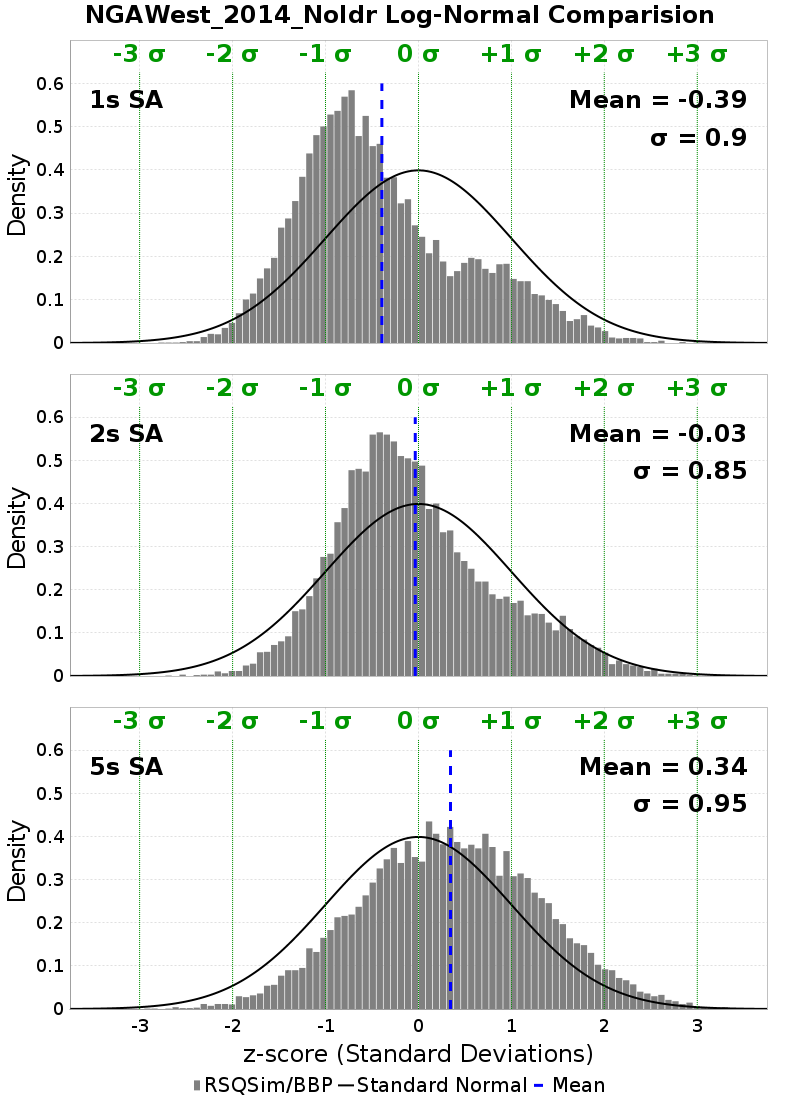 NGAWest_2014_NoIdr Log-Normal Comparision
-3 σ -2 σ -1 σ 0 σ +1 σ +2 σ +3 σ
1s SA
Mean = -0.39
σ = 0.9
0.6
0.5
0.4
0.3
0.2
0.1
0
Density
-3 σ -2 σ -1 σ 0 σ +1 σ +2 σ +3 σ
2s SA
Mean = -0.03
σ = 0.85
0.6
0.5
0.4
0.3
0.2
0.1
0
Density
-3 σ -2 σ -1 σ 0 σ +1 σ +2 σ +3 σ
5s SA
Mean = 0.34
σ = 0.95
0.6
0.5
0.4
0.3
0.2
0.1
0
Density
-3 -2 -1 0 1 2 3
z-score (Standard Deviations)
RSQSim/BBP Standard Normal Mean